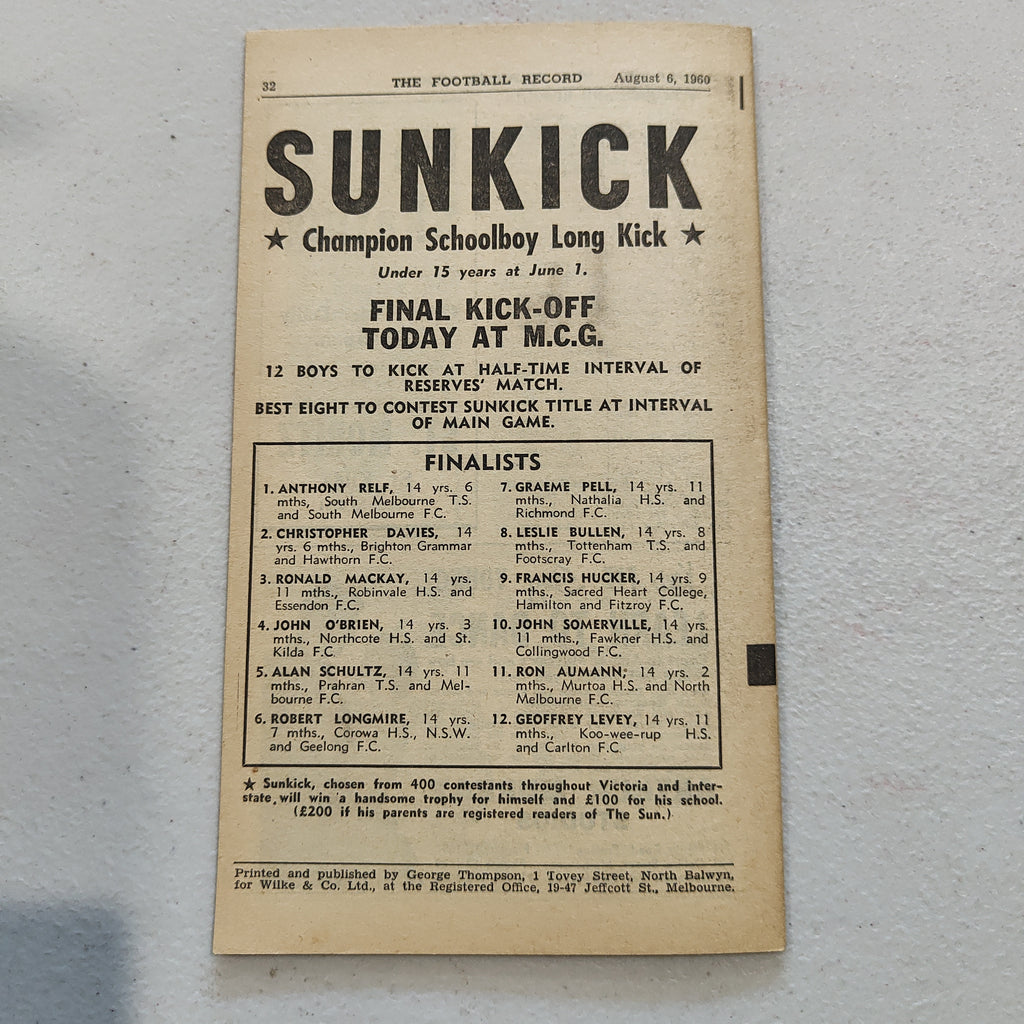 32 THE FOOTBALL RECORD August 6, 1960
SUNKICK
★ Champion Schoolboy Long Kick ★
Under 15 years at June 1.
FINAL KICK-OFF
TODAY AT M.C.G.
12 BOYS TO KICK AT HALF-TIME INTERVAL OF
RESERVES' MATCH.
BEST EIGHT TO CONTEST SUNKICK TITLE AT INTERVAL
OF MAIN GAME.
FINALISTS
1. ANTHONY RELF, 14 yrs. 6
mths, South Melbourne T.S.
and South Melbourne F.C.
2. CHRISTOPHER DAVIES, 14
yrs. 6 mths., Brighton Grammar
and Hawthorn F.C.
3. RONALD MACKAY, 14 yrs.
11 mths., Robinvale H.S. and
Essendon F.C.
4. JOHN O'BRIEN, 14 yrs. 3
mths., Northcote H.S. and St.
Kilda F.C.
5. ALAN SCHULTZ, 14 yrs. 11
mths., Prahran T.S. and Mel-
bourne F.C.
6. ROBERT LONGMIRE, 14 yrs.
7 mths., Corowa H.S., N.S.W.
and Geelong F.C.
7. GRAEME PELL, 14 yrs. 11
mths., Nathalia H.S. and
Richmond F.C.
8. LESLIE BULLEN, 14 yrs. 8
mths., Tottenham T.S. and
Footscray F.C.
9. FRANCIS HUCKER, 14 yrs. 9
mths., Sacred Heart College,
Hamilton and Fitzroy F.C.
10. JOHN SOMERVILLE, 14 yrs.
11 mths., Fawkner H.S. and
Collingwood F.C.
11. RON AUMANN, 14 yrs. 2
mths., Murtoa H.S. and North
Melbourne F.C.
12. GEOFFREY LEVEY, 14 yrs. 11
mths., Koo-wee-rup H.S.
and Carlton F.C.
★ Sunkick, chosen from 400 contestants throughout Victoria and inter-
state, will win a handsome trophy for himself and £100 for his school.
(£200 if his parents are registered readers of The Sun.)
Printed and published by George Thompson, 1 Tovey Street, North Balwyn,
for Wilke & Co. Ltd., at the Registered Office, 19-47 Jeffcott St., Melbourne.